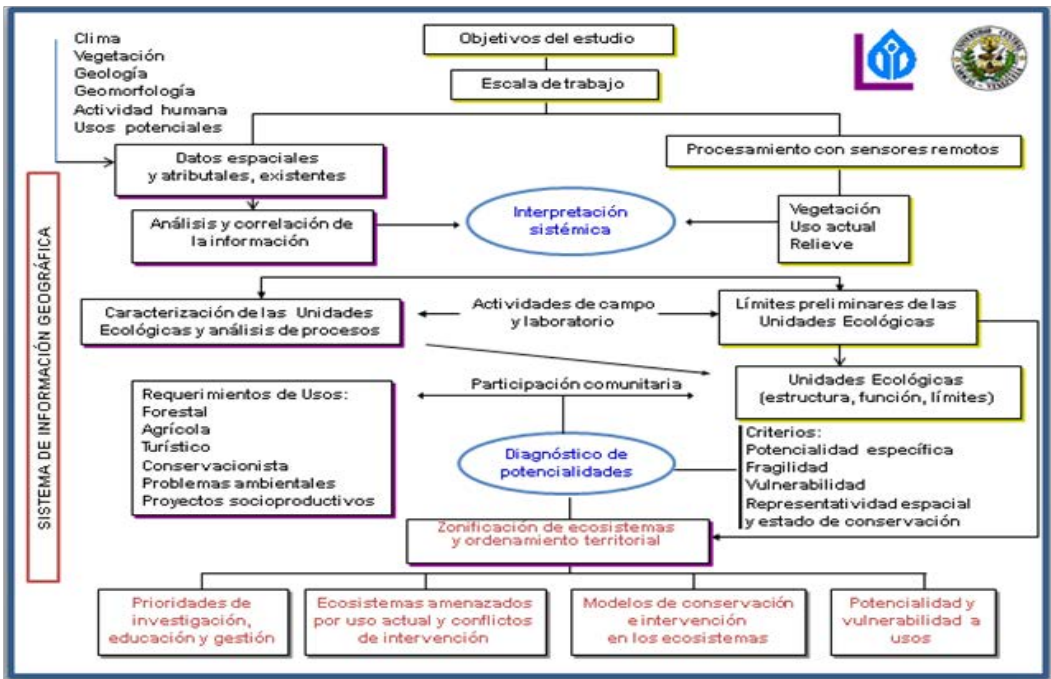 Clima
Vegetación
Geología
Geomorfología
Actividad humana
Usos potenciales
Objetivos del estudio
Escala de trabajo
Datos espaciales
y atributales, existentes
Procesamiento con sensores remotos
Análisis y correlación de
la información
Interpretación
sistémica
Vegetación
Uso actual
Relieve
SISTEMA DE INFORMACIÓN GEOGRÁFICA
Caracterización de las Unidades
Ecológicas y análisis de procesos
Actividades de campo
y laboratorio
Límites preliminares de las
Unidades Ecológicas
Requerimientos de Usos:
Forestal
Agrícola
Turístico
Conservacionista
Problemas ambientales
Proyectos socioproductivos
Participación comunitaria
Unidades Ecológicas
(estructura, función, límites)
Diagnóstico de
potencialidades
Criterios:
Potencialidad específica
Fragilidad
Vulnerabilidad
Representatividad espacial
y estado de conservación
Zonificación de ecosistemas
y ordenamiento territorial
Prioridades de
investigación,
educación y gestión
Ecosistemas amenazados
por uso actual y conflictos
de intervención
Modelos de conservación
e intervención
en los ecosistemas
Potencialidad y
vulnerabilidad a
usos